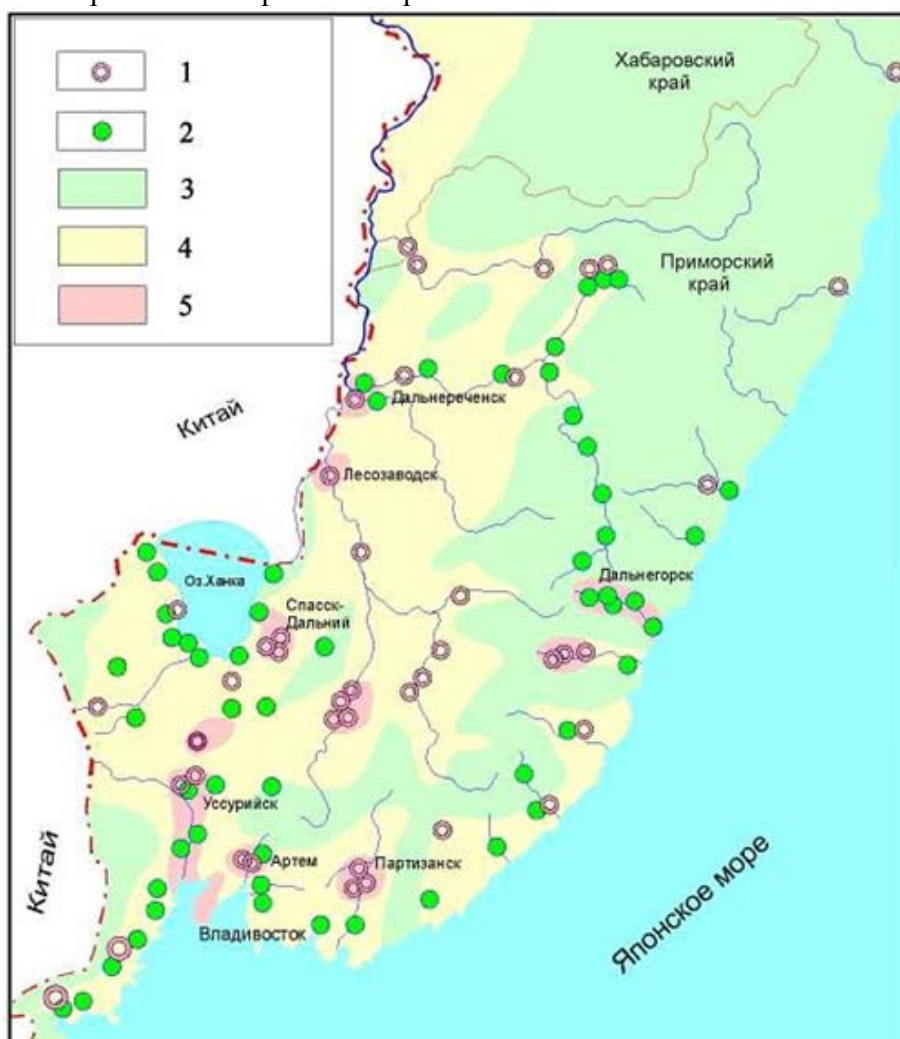 1
2
3
4
5
Хабаровский
край
Приморский
край
Китай
Дальнереченск
Лесозаводск
Оз.Ханка
Спасск-
Дальний
Дальнегорск
Уссурийск
Артем
Партизанск
Владивосток
Китай
Японское море